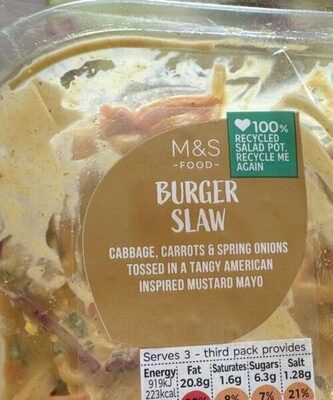 100%
RECYCLED
SALAD POT.
RECYCLE ME
AGAIN
M&S
-FOOD-
BURGER
SLAW
CABBAGE, CARROTS & SPRING ONIONS
TOSSED IN A TANGY AMERICAN
INSPIRED MUSTARD MAYO
Serves 3 - third pack provides
Energy Fat Saturates Sugars Salt
919kJ 20.8g 1.6g 6.3g 1.28g
223kcal 8% 7% 21%